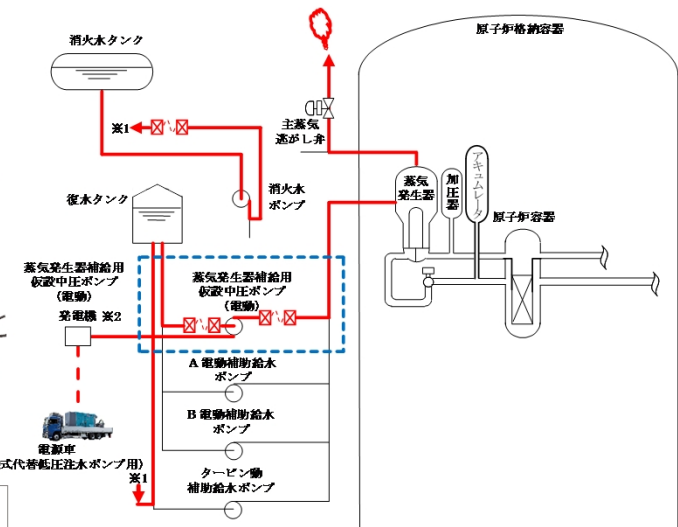 消火水タンク
原子炉格納容器
※1
主蒸気
逃がし弁
消火水
ポンプ
蒸気
発生器
加圧器
アキュムレータ
原子炉容器
復水タンク
蒸気発生器補給用
仮設中圧ポンプ
(電動)
発電機 ※2
蒸気発生器補給用
仮設中圧ポンプ
(電動)
と
A 電動補助給水
ポンプ
B 電動補助給水
ポンプ
電源車
式代替低圧注水ポンプ用)
※1
タービン動
補助給水ポンプ